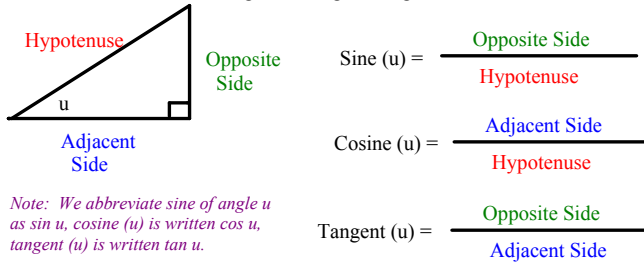 Hypotenuse
Opposite
Side
u
Adjacent
Side
Note:  We abbreviate sine of angle u
as sin u, cosine (u) is written cos u,
tangent (u) is written tan u.
Sine (u) =
Opposite Side
Hypotenuse
Cosine (u) =
Adjacent Side
Hypotenuse
Tangent (u) =
Opposite Side
Adjacent Side